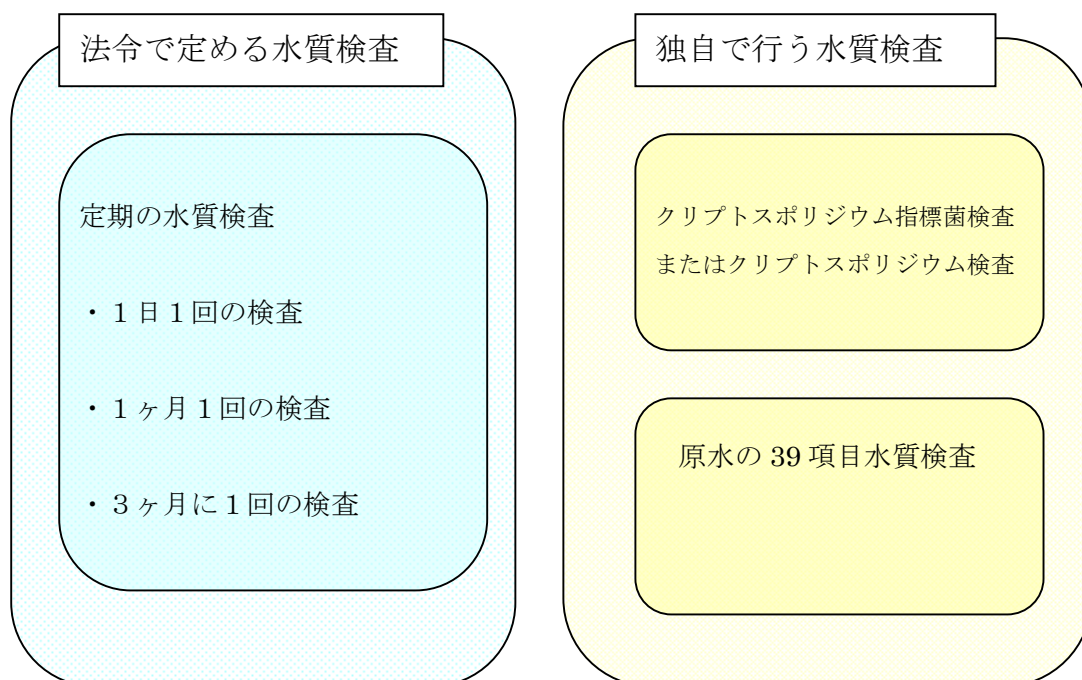 法令で定める水質検査
定期の水質検査
・１日１回の検査
・１ヶ月１回の検査
・３ヶ月に１回の検査
独自で行う水質検査
クリプトスポリジウム指標菌検査
またはクリプトスポリジウム検査
原水の 39 項目水質検査